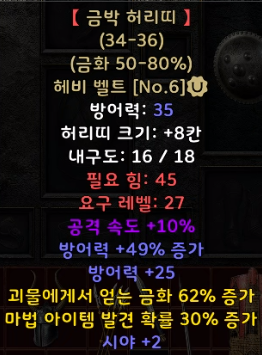 【 금박 허리띠 】
(34-36)
(금화 50-80%)
헤비 벨트 [No.6]
방어력: 35
허리띠 크기: +8칸
내구도: 16 / 18
필요 힘: 45
요구 레벨: 27
공격 속도 +10%
방어력 +49% 증가
방어력 +25
괴물에게서 얻는 금화 62% 증가
마법 아이템 발견 확률 30% 증가
시야 +2